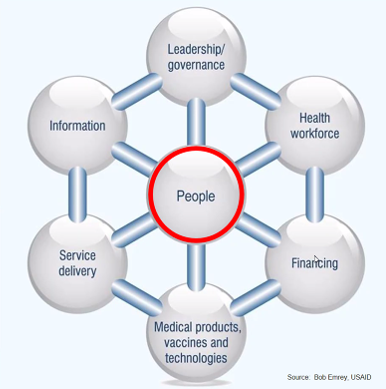 Leadership/
governance
Information
Health
workforce
People
Service
delivery
Financing
Medical products,
vaccines and
technologies
Source: Bob Emrey, USAID